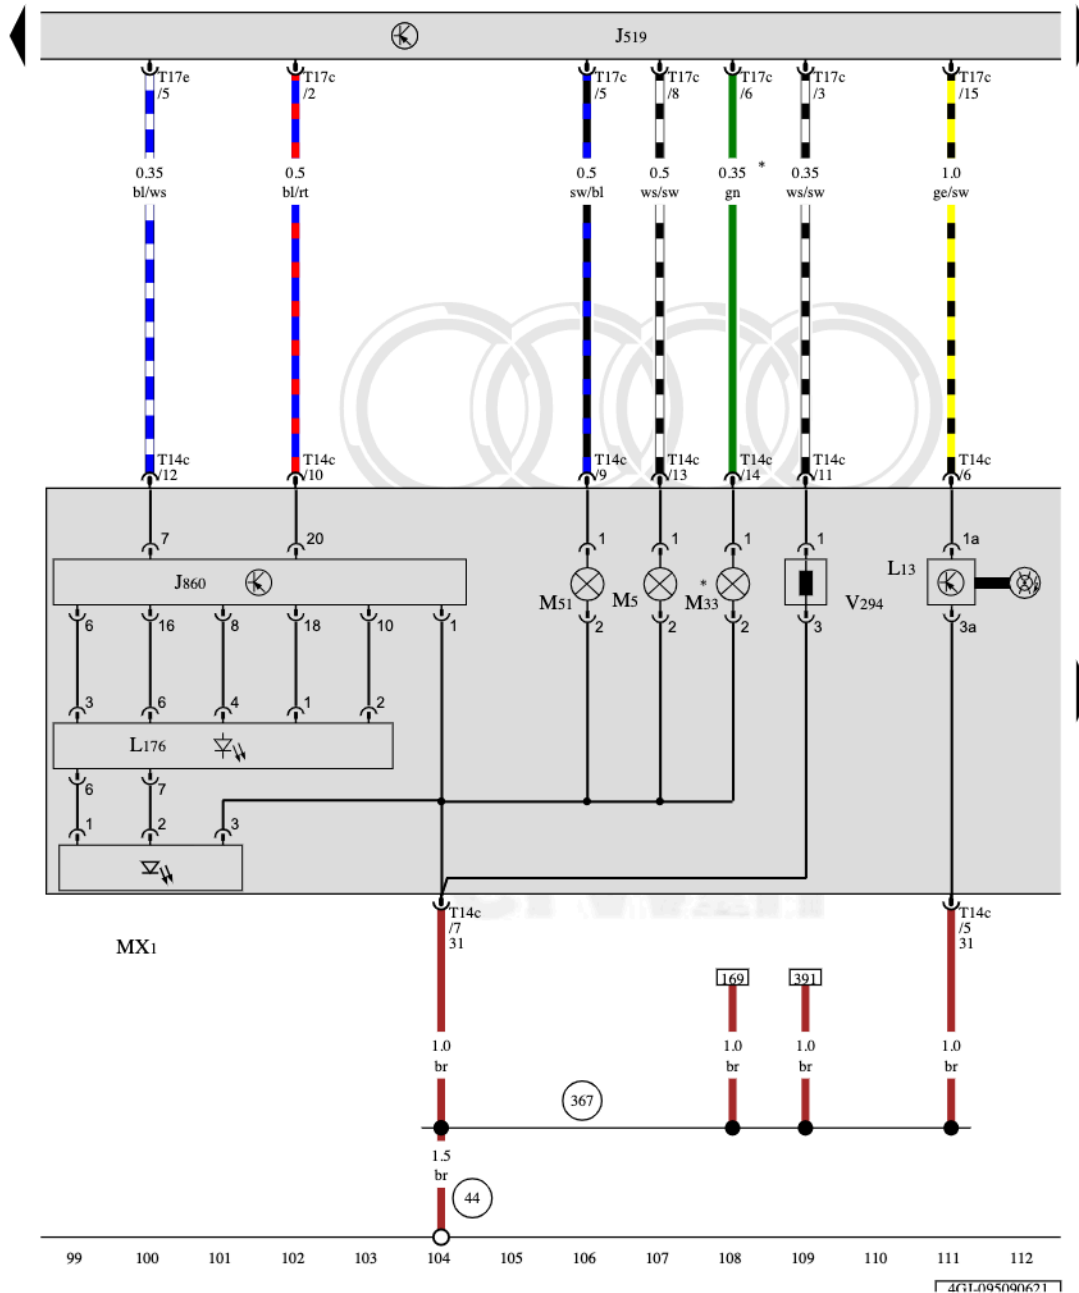 J519
T17e T17c T17c T17c T17c T17c T17c
/5 /2 /5 /8 /6 /3 /15
0.35 0.5 0.5 0.5 0.35 * 0.35 1.0
bl/ws bl/rt sw/bl ws/sw gn ws/sw ge/sw
T14c T14c T14c T14c T14c T14c T14c
/12 /10 /9 /13 /14 /11 /6
7 20 1 1 1 1 1a
J860 M51 M5 * M33 V294 L13
6 16 8 18 10 1 2 2 2 3 3a
3 6 4 1 2
L176
6 7
1 2 3
T14c T14c
/7 /5
31 31
MX1
169 391
1.0 1.0 1.0 1.0
br br br br
367
1.5
br
44
99 100 101 102 103 104 105 106 107 108 109 110 111 112
4GL-095090621